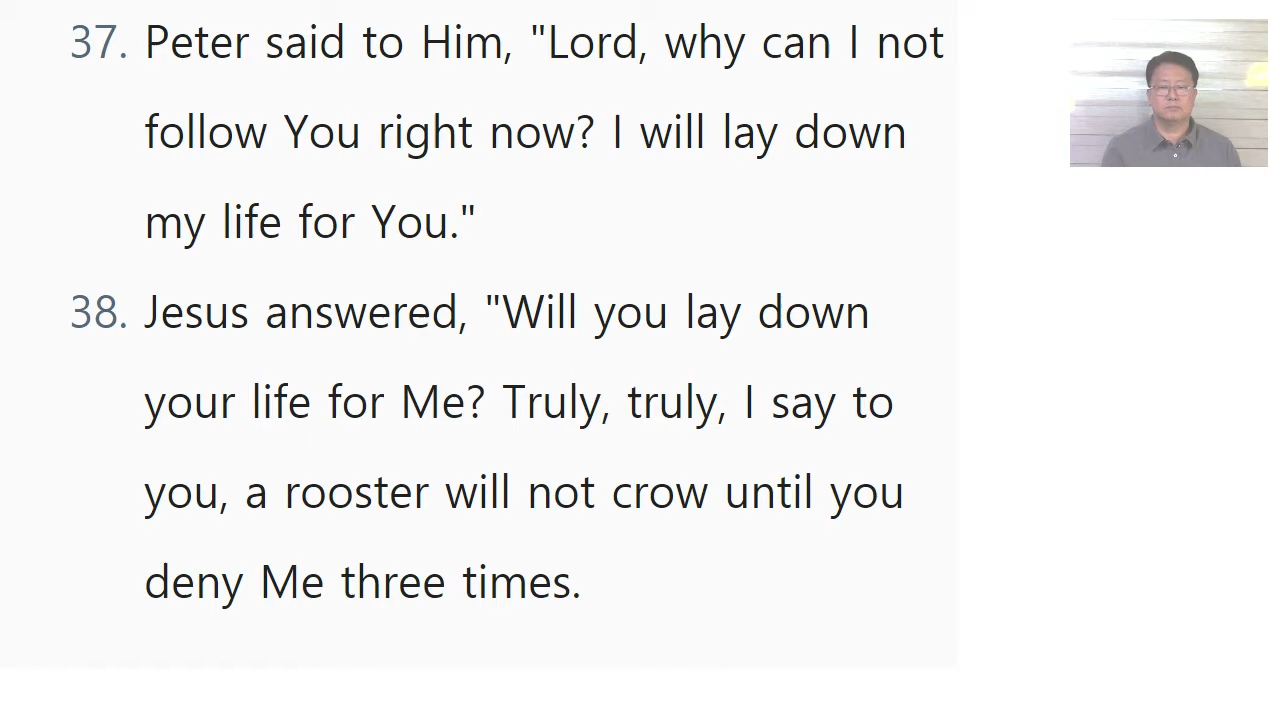 37. Peter said to Him, "Lord, why can I not
follow You right now? I will lay down
my life for You."
38. Jesus answered, "Will you lay down
your life for Me? Truly, truly, I say to
you, a rooster will not crow until you
deny Me three times.